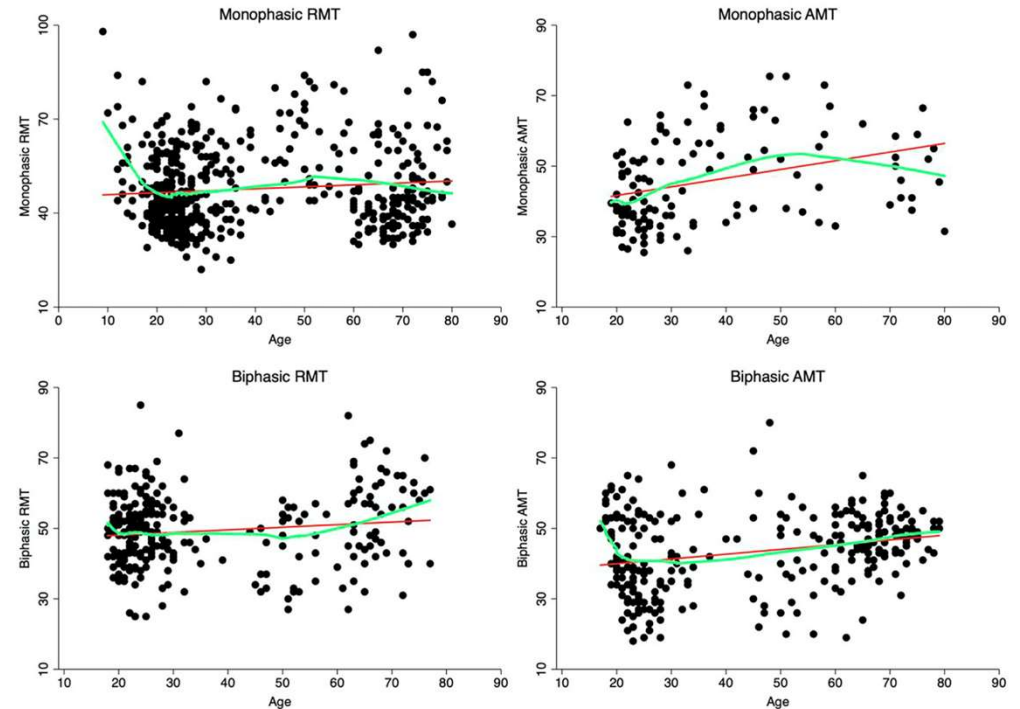 Monophasic RMT
Monophasic RMT
100
70
40
10
0 10 20 30 40 50 60 70 80 90
Age
Monophasic AMT
Monophasic AMT
90
70
50
30
10
10 20 30 40 50 60 70 80 90
Age
Biphasic RMT
Biphasic RMT
90
70
50
30
10
10 20 30 40 50 60 70 80 90
Age
Biphasic AMT
Biphasic AMT
90
70
50
30
10
10 20 30 40 50 60 70 80 90
Age